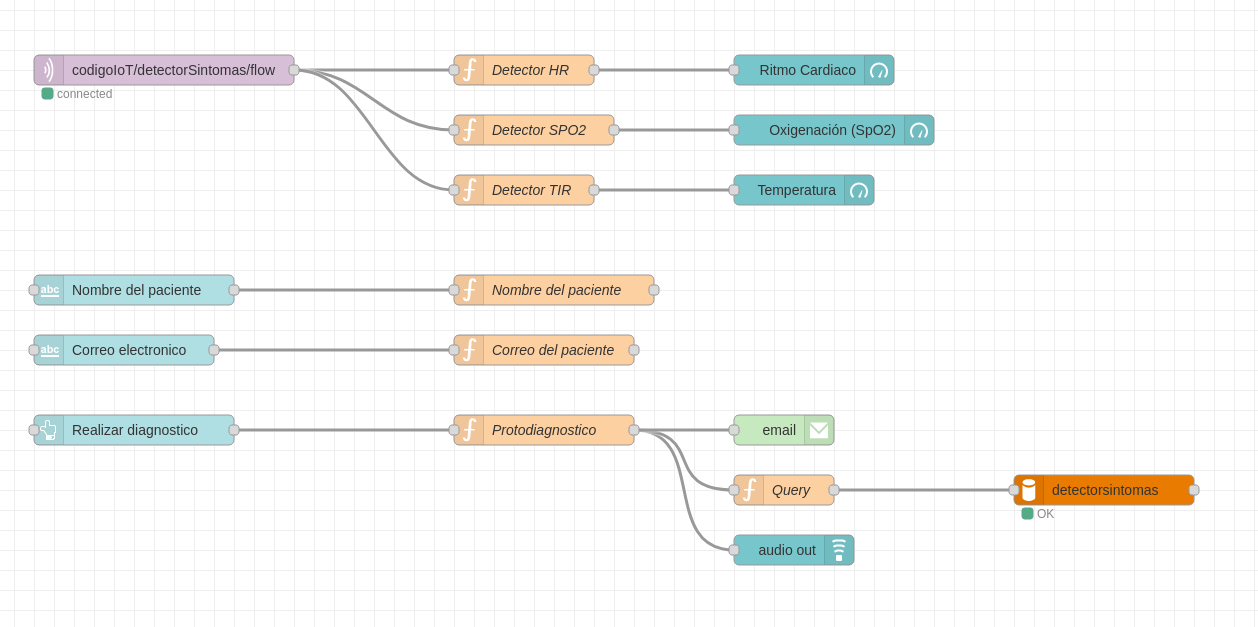 codigoIoT/detectorSintomas/flow
Detector HR
Ritmo Cardiaco
connected
Detector SPO2
Oxigenación (SpO2)
Detector TIR
Temperatura
abc
Nombre del paciente
Nombre del paciente
abc
Correo electronico
Correo del paciente
Realizar diagnostico
Protodiagnostico
email
Query
detectorsintomas
OK
audio out